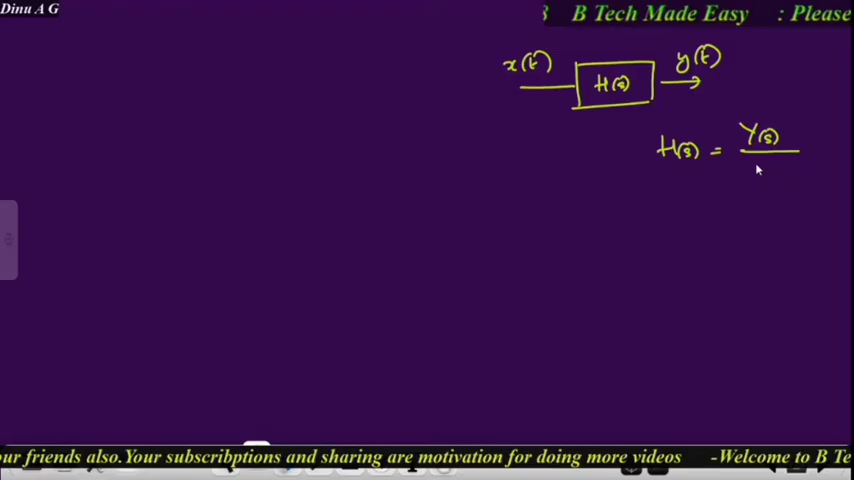 Dinu A G
B B Tech Made Easy : Please
x(t) H(s) y(t)
H(s) = Y(s)
our friends also.Your subscribptions and sharing are motivation for doing more videos -Welcome to B Te